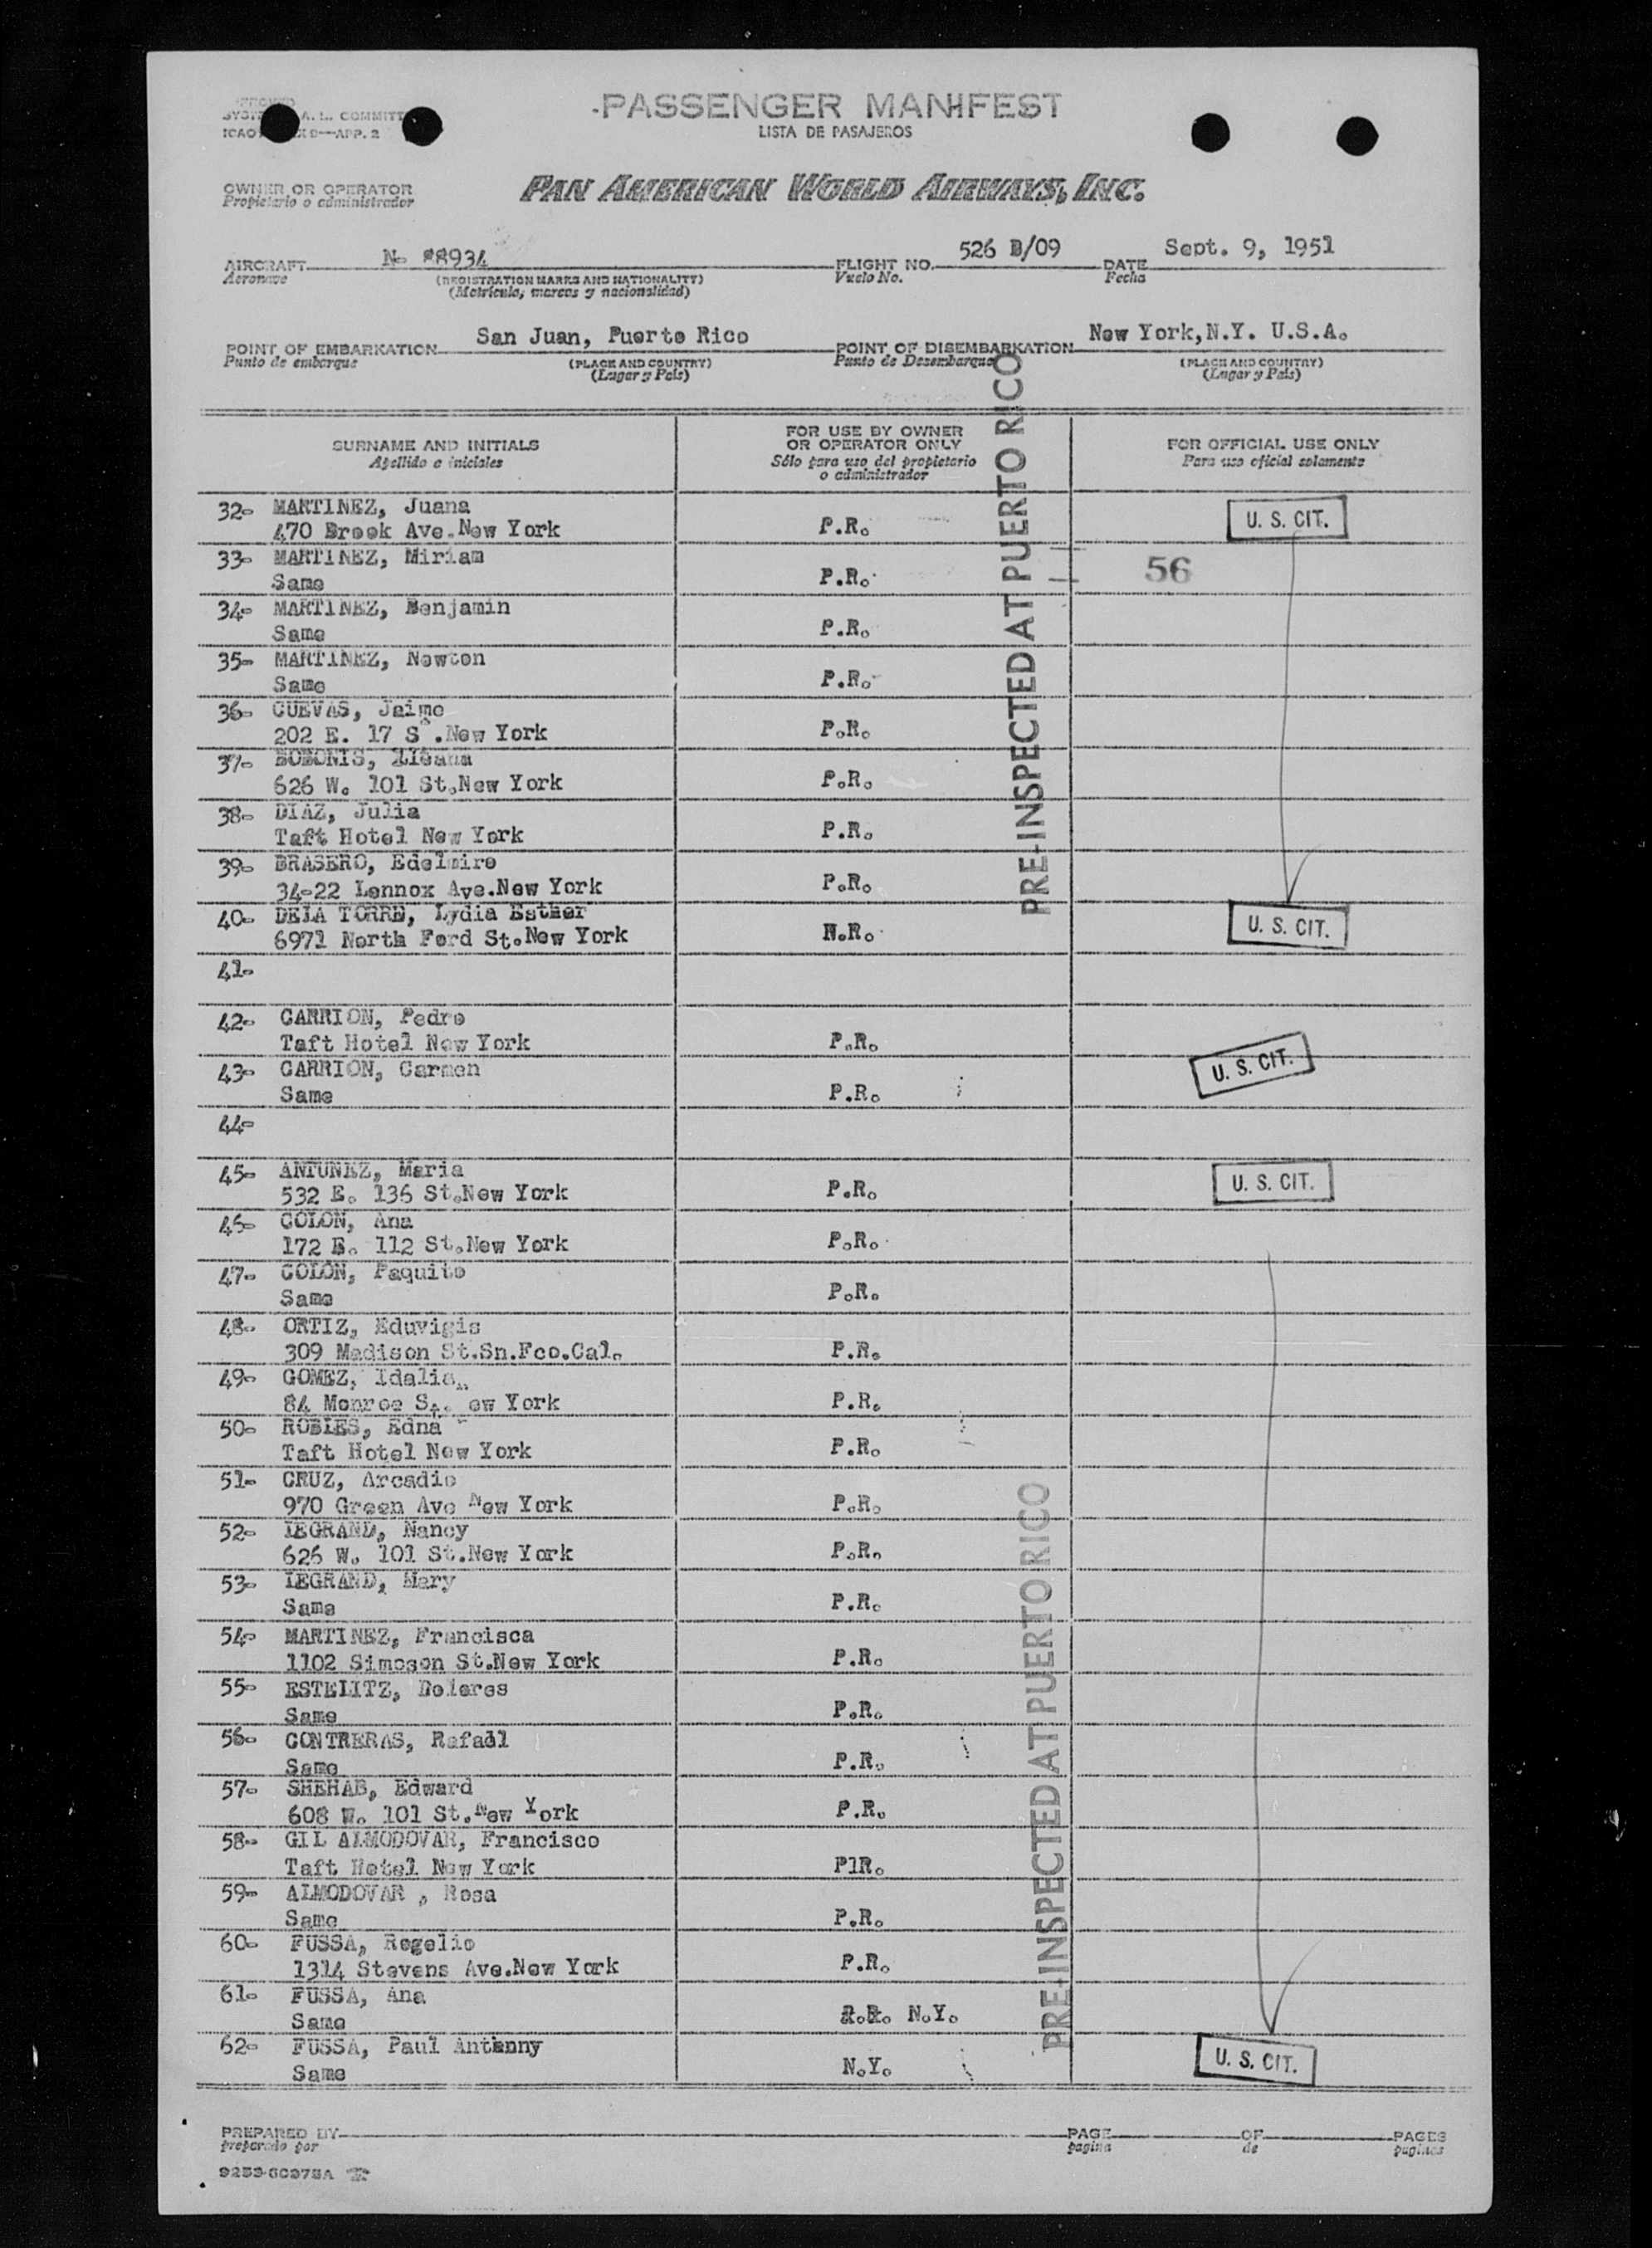 PASSENGER MANIFEST
LISTA DE PASAJEROS
A. L. COMMITT
ICAO D—APP. 2
OWNER OR OPERATOR
Propietario o administrador
PAN AMERICAN WORLD AIRWAYS, INC.
AIRCRAFT N- 88934 FLIGHT NO. 526 B/09 DATE Sept. 9, 1951
Aeronave (REGISTRATION MARKS AND NATIONALITY) Vuelo No. Fecha
(Matrícula, marcas y nacionalidad)
POINT OF EMBARKATION San Juan, Puerto Rico POINT OF DISEMBARKATION New York,N.Y. U.S.A.
Punto de embarque (PLACE AND COUNTRY) Punto de Desembarque (PLACE AND COUNTRY)
(Lugar y País) (Lugar y País)
SURNAME AND INITIALS
Apellido e iniciales
FOR USE BY OWNER
OR OPERATOR ONLY
Sólo para uso del propietario
o administrador
FOR OFFICIAL USE ONLY
Para uso oficial solamente
32- MARTINEZ, Juana
470 Brook Ave.New York P.R. U. S. CIT.
33- MARTINEZ, Miriam
Same P.R. 56
34- MARTINEZ, Benjamin
Same P.R.
35- MARTINEZ, Newton
Same P.R.
36- CUEVAS, Jaime
202 E. 17 S .New York P.R.
37- BOBONIS,
626 W. 101 St.New York P.R.
38- DIAZ, Julia
Taft Hotel New York P.R.
39- BRASERO, Edelmiro
34-22 Lennox Ave.New York P.R.
40- DELA TORRE, Lydia Esther
6971 North Ford St.New York N.R. U. S. CIT.
41-
42- CARRION, Pedro
Taft Hotel New York P.R.
43- CARRION, Carmen U. S. CIT.
Same P.R.
44-
45- ANTUNEZ, Maria
532 E. 136 St.New York P.R. U. S. CIT.
46- COLON, Ana
172 E. 112 St.New York P.R.
47- COLON, Paquito
Same P.R.
48- ORTIZ, Eduvigis
309 Madison St.Sn.Fco.Cal. P.R.
49- GOMEZ, Idalia
84 Monroe St. ew York P.R.
50- ROBLES, Edna
Taft Hotel New York P.R.
51- CRUZ, Arcadio
970 Green Ave New York P.R.
52- LEGRAND, Nancy
626 W. 101 St.New York P.R.
53- LEGRAND, Mary
Same P.R.
54- MARTINEZ, Francisca
1102 Simpson St.New York P.R.
55- ESTELITZ, Dolores
Same P.R.
56- CONTRERAS, Rafael
Same P.R.
57- SHEHAB, Edward
608 W. 101 St.New York P.R.
58- GIL ALMODOVAR, Francisco
Taft Hotel New York P1R.
59- ALMODOVAR , Rosa
Same P.R.
60- FUSSA, Rogelio
1314 Stevens Ave.New York P.R.
61- FUSSA, Ana
Same N.Y.
62- FUSSA, Paul Anthnny
Same N.Y. U. S. CIT.
PRE-INSPECTED AT PUERTO RICO
PRE-INSPECTED AT PUERTO RICO
PREPARED BY PAGE OF PAGES
preparado por pagina de paginas